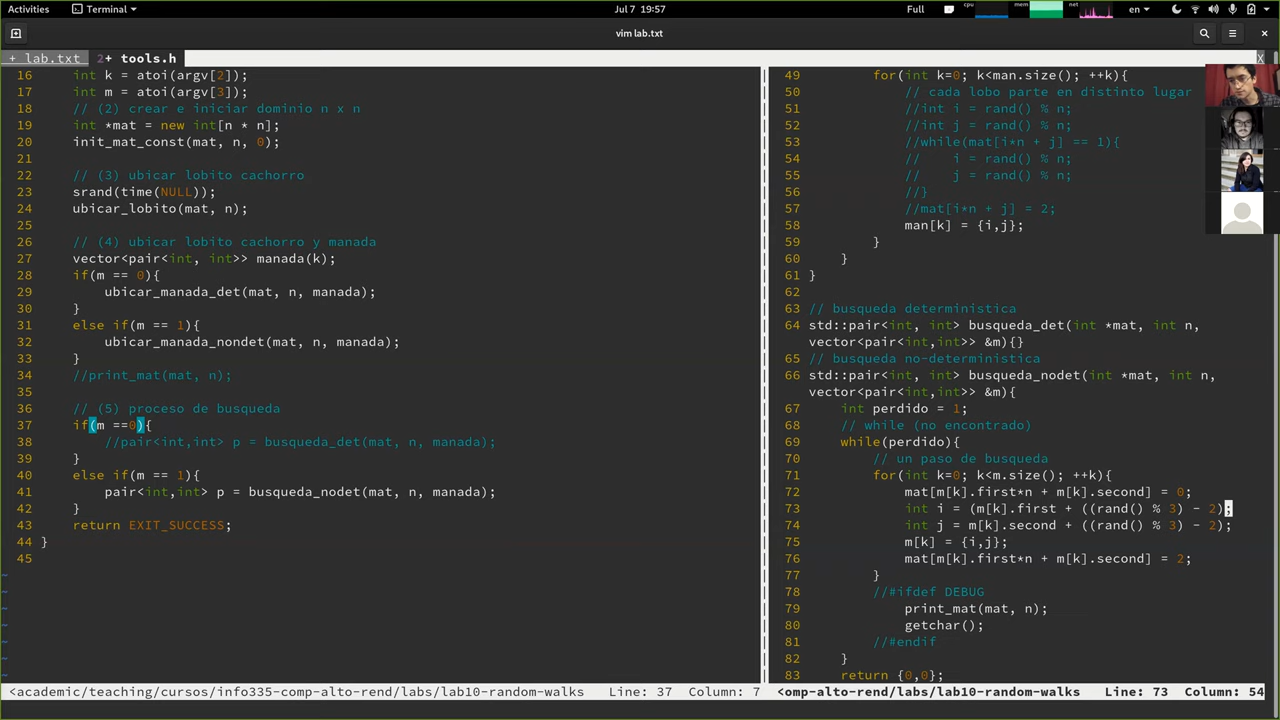 Activities
Terminal
Jul 7 19:57
Full
cpu
mem
net
en
vim lab.txt
+ lab.txt
2+ tools.h
X
16 int k = atoi(argv[2]);
17 int m = atoi(argv[3]);
18 // (2) crear e iniciar dominio n x n
19 int *mat = new int[n * n];
20 init_mat_const(mat, n, 0);
21
22 // (3) ubicar lobito cachorro
23 srand(time(NULL));
24 ubicar_lobito(mat, n);
25
26 // (4) ubicar lobito cachorro y manada
27 vector<pair<int, int>> manada(k);
28 if(m == 0){
29 ubicar_manada_det(mat, n, manada);
30 }
31 else if(m == 1){
32 ubicar_manada_nondet(mat, n, manada);
33 }
34 //print_mat(mat, n);
35
36 // (5) proceso de busqueda
37 if(m ==0){
38 //pair<int,int> p = busqueda_det(mat, n, manada);
39 }
40 else if(m == 1){
41 pair<int,int> p = busqueda_nodet(mat, n, manada);
42 }
43 return EXIT_SUCCESS;
44 }
45
~
~
~
~
~
~
~
<academic/teaching/cursos/info335-comp-alto-rend/labs/lab10-random-walks Line: 37 Column: 7
49 for(int k=0; k<man.size(); ++k){
50 // cada lobo parte en distinto lugar
51 //int i = rand() % n;
52 //int j = rand() % n;
53 //while(mat[i*n + j] == 1){
54 // i = rand() % n;
55 // j = rand() % n;
56 //}
57 //mat[i*n + j] = 2;
58 man[k] = {i,j};
59 }
60 }
61 }
62
63 // busqueda deterministica
64 std::pair<int, int> busqueda_det(int *mat, int n,
vector<pair<int,int>> &m){}
65 // busqueda no-deterministica
66 std::pair<int, int> busqueda_nodet(int *mat, int n,
vector<pair<int,int>> &m){
67 int perdido = 1;
68 // while (no encontrado)
69 while(perdido){
70 // un paso de busqueda
71 for(int k=0; k<m.size(); ++k){
72 mat[m[k].first*n + m[k].second] = 0;
73 int i = (m[k].first + ((rand() % 3) - 2);
74 int j = m[k].second + ((rand() % 3) - 2);
75 m[k] = {i,j};
76 mat[m[k].first*n + m[k].second] = 2;
77 }
78 //#ifdef DEBUG
79 print_mat(mat, n);
80 getchar();
81 //#endif
82 }
83 return {0,0};
<omp-alto-rend/labs/lab10-random-walks Line: 73 Column: 54